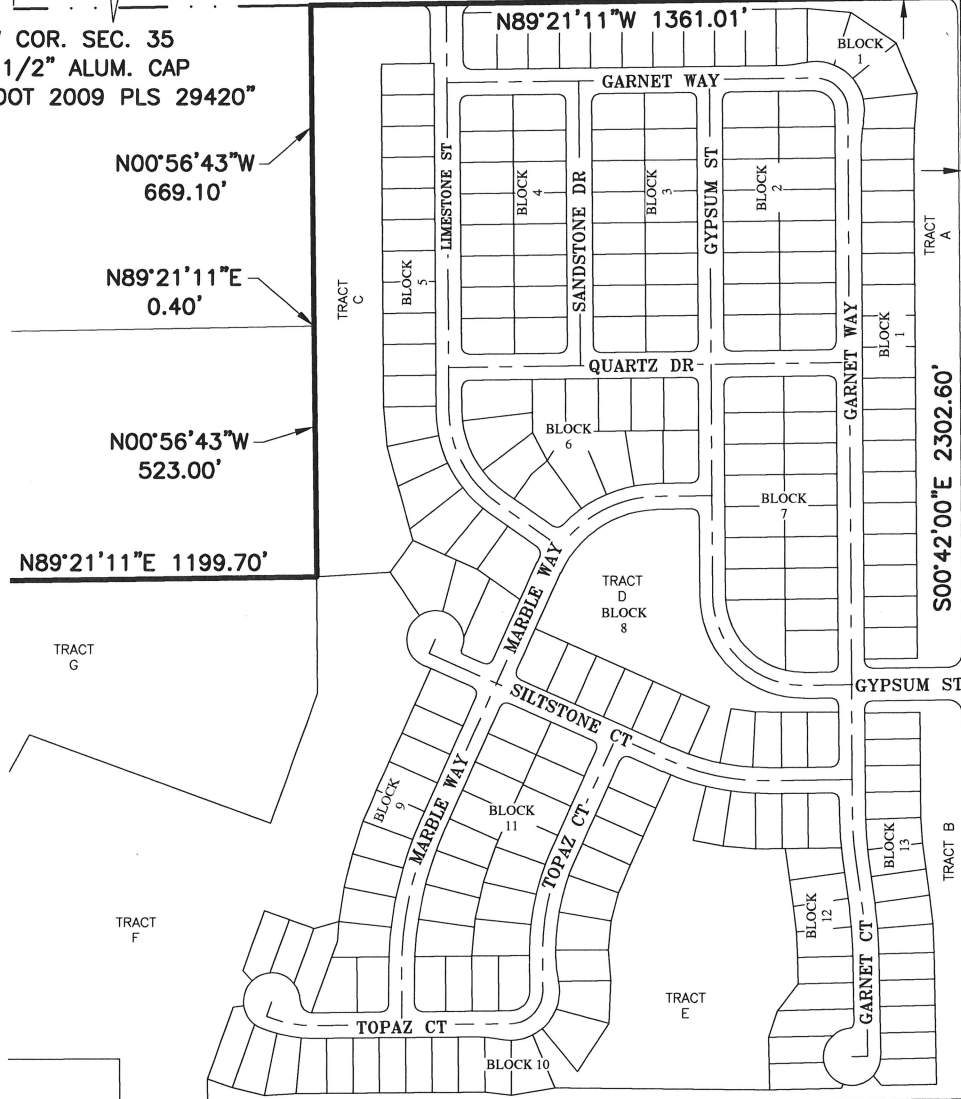 N89°21'11"W 1361.01'
COR. SEC. 35
1/2" ALUM. CAP
DOT 2009 PLS 29420"
BLOCK
1
GARNET WAY
N00°56'43"W
669.10'
LIMESTONE ST
BLOCK
4
SANDSTONE DR
BLOCK
3
GYPSUM ST
BLOCK
2
TRACT
A
N89°21'11"E
0.40'
TRACT
C
BLOCK
5
GARNET WAY
BLOCK
1
QUARTZ DR
S00°42'00"E 2302.60'
N00°56'43"W
523.00'
BLOCK
6
BLOCK
7
N89°21'11"E 1199.70'
MARBLE WAY
TRACT
D
BLOCK
8
TRACT
G
GYPSUM ST
SILTSTONE CT
BLOCK
9
MARBLE WAY
BLOCK
11
TOPAZ CT
BLOCK
13
TRACT B
BLOCK
12
TRACT
F
GARNET CT
TRACT
E
TOPAZ CT
BLOCK 10